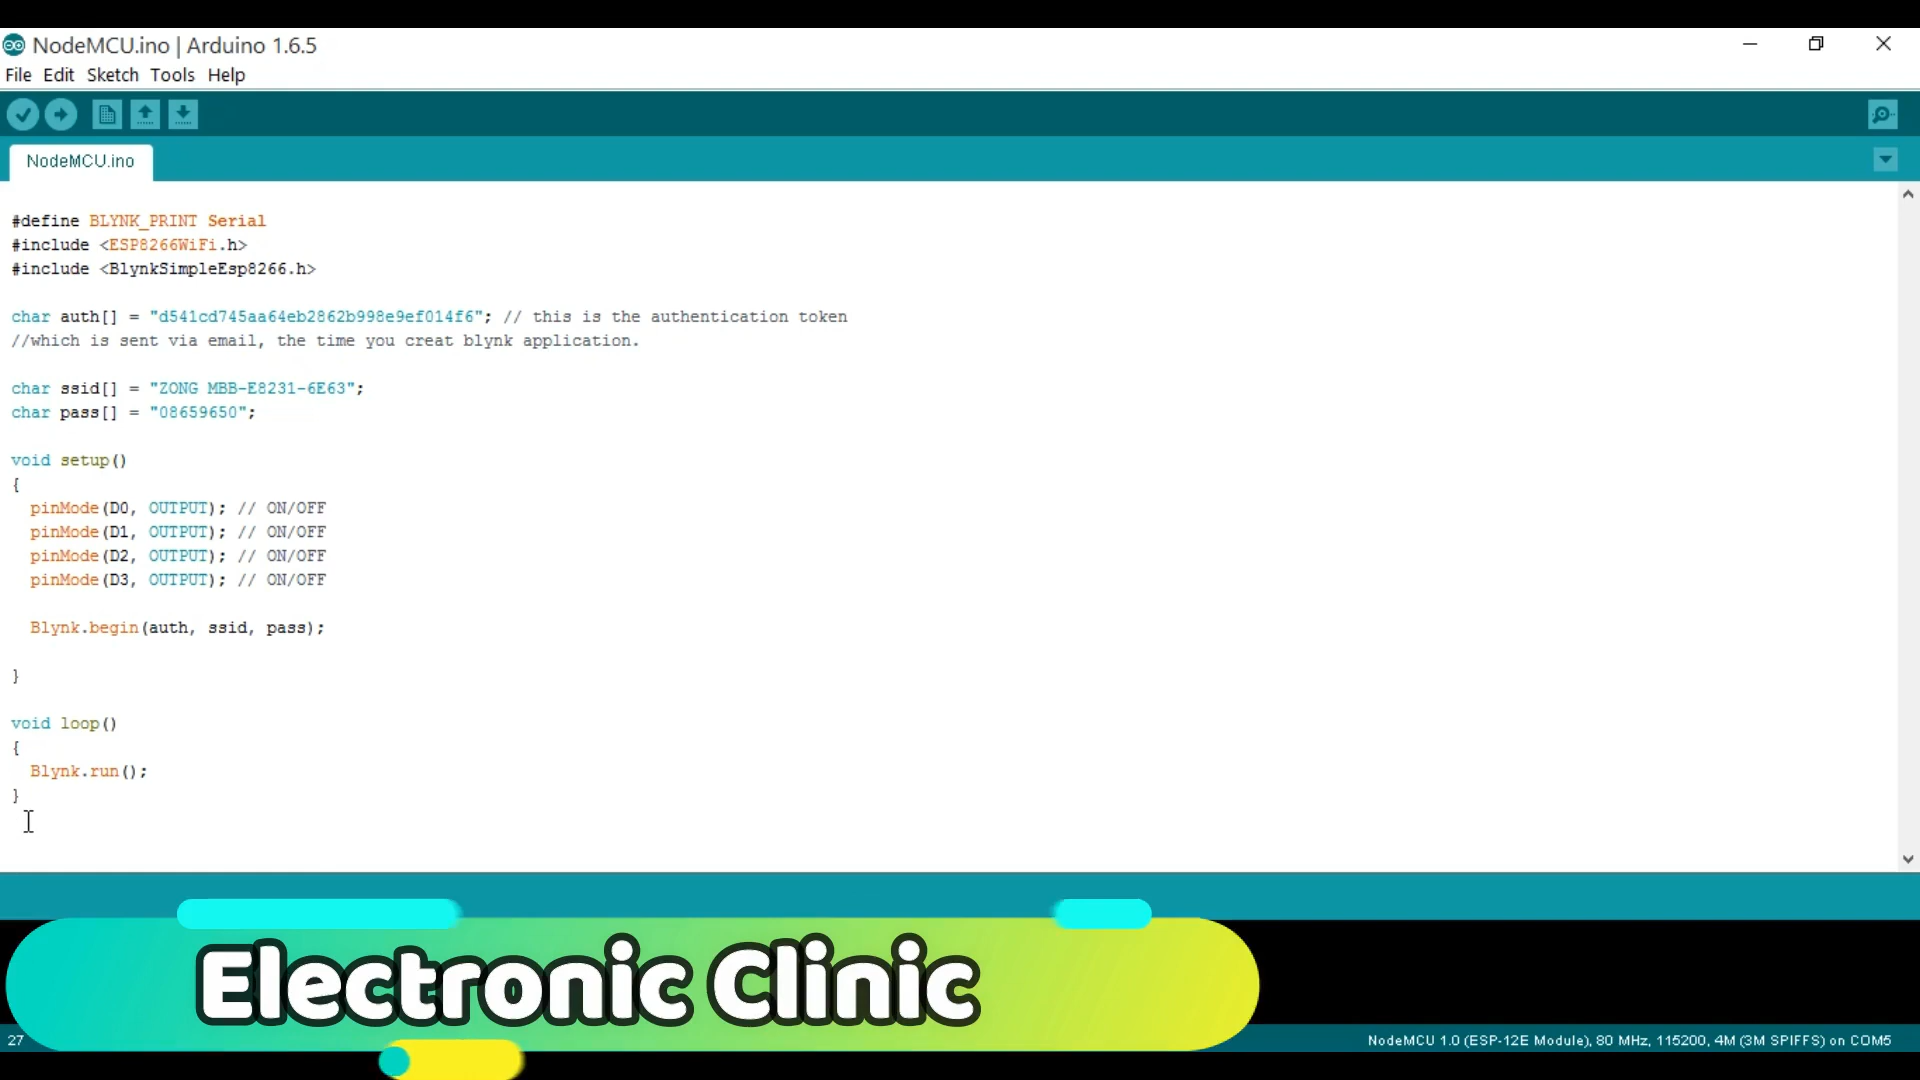 NodeMCU.ino | Arduino 1.6.5
File Edit Sketch Tools Help
NodeMCU.ino
#define BLYNK_PRINT Serial
#include <ESP8266WiFi.h>
#include <BlynkSimpleEsp8266.h>
char auth[] = "d541cd745aa64eb2862b998e9ef014f6"; // this is the authentication token
//which is sent via email, the time you creat blynk application.
char ssid[] = "ZONG MBB-E8231-6E63";
char pass[] = "08659650";
void setup()
{
pinMode(D0, OUTPUT); // ON/OFF
pinMode(D1, OUTPUT); // ON/OFF
pinMode(D2, OUTPUT); // ON/OFF
pinMode(D3, OUTPUT); // ON/OFF
Blynk.begin(auth, ssid, pass);
}
void loop()
{
Blynk.run();
}
Electronic Clinic
27
NodeMCU 1.0 (ESP-12E Module), 80 MHz, 115200, 4M (3M SPIFFS) on COM5